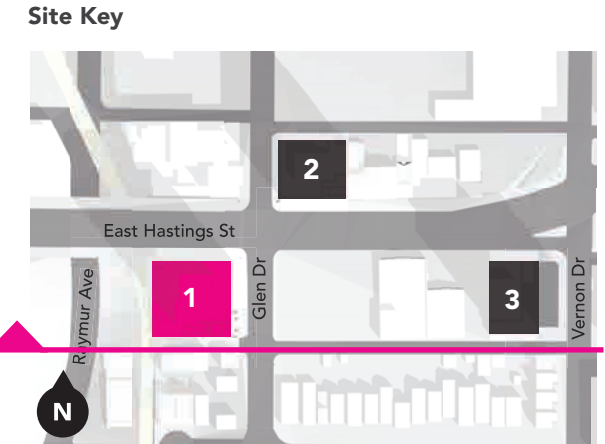 Site Key
2
East Hastings St
1
Glen Dr
3
Vernon Dr
Raymur Ave
N